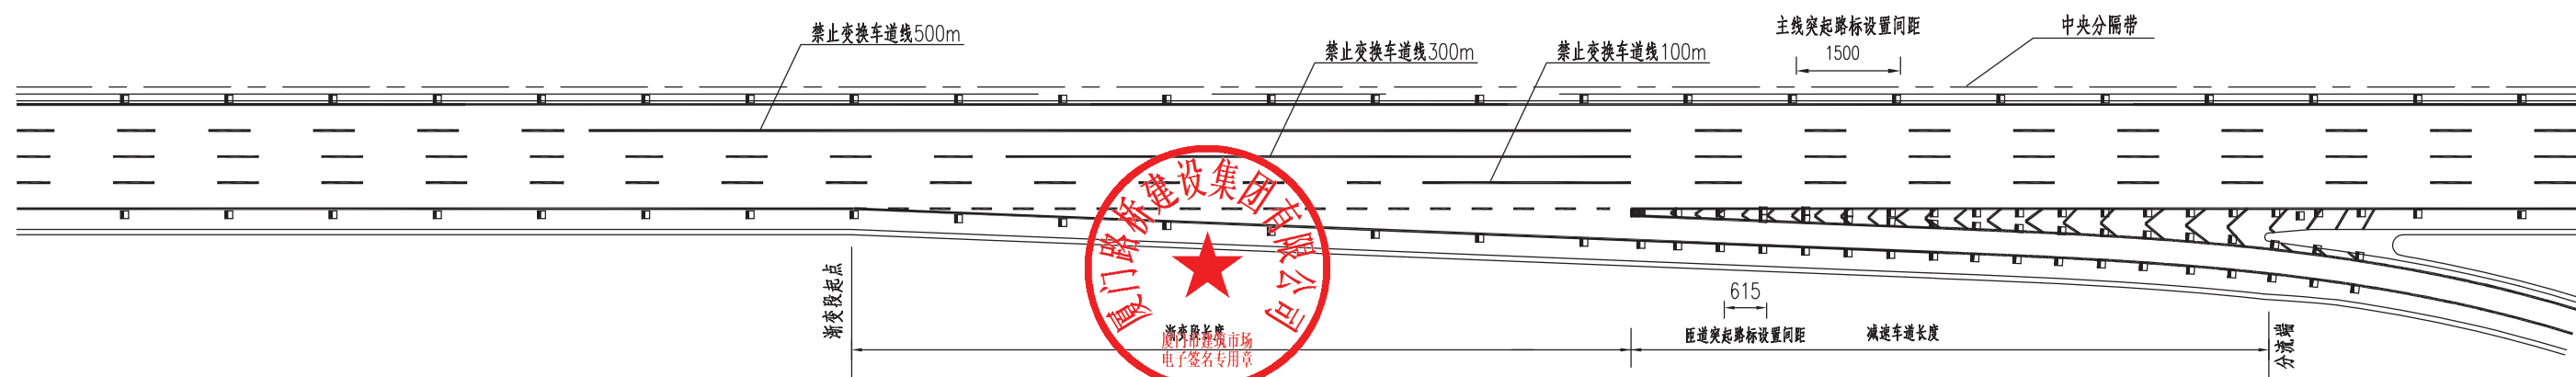 禁止变换车道线500m
禁止变换车道线300m
禁止变换车道线100m
主线突起路标设置间距
1500
中央分隔带
渐变段起点
厦门路桥建设集团有限公司
渐变段长度
厦门市建筑市场
电子签名专用章
615
匝道突起路标设置间距
减速车道长度
分流端